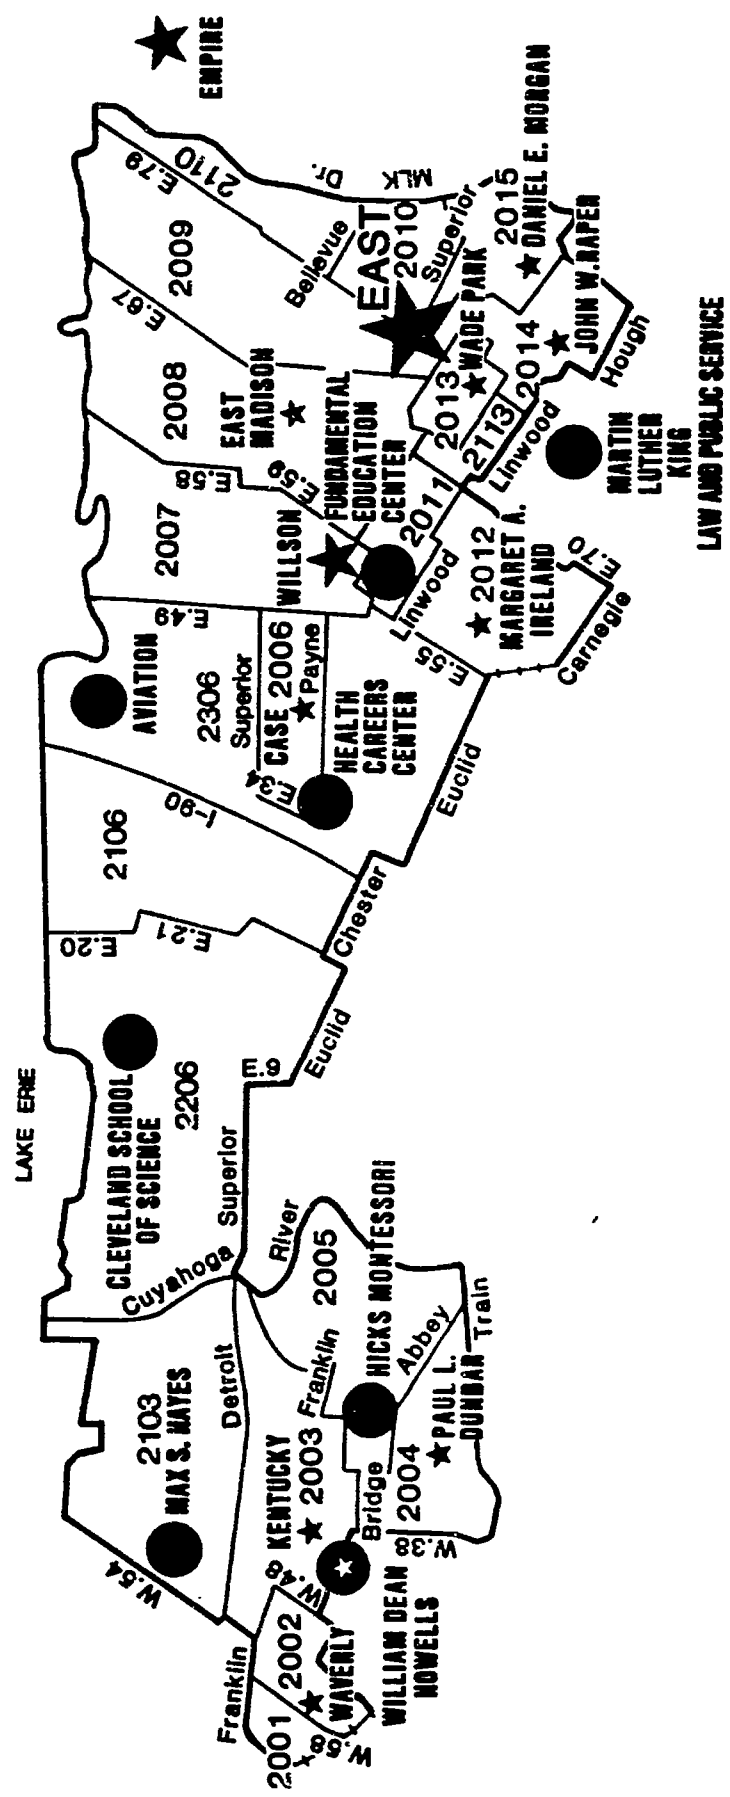 LAKE ERIE
W.54
2103
MAX S. HAYES
Detroit
Cuyahoga
River
CLEVELAND SCHOOL
OF SCIENCE
2206
Superior
E.9
Euclid
E.20
E.21
Chester
2106
I-90
AVIATION
2306
Superior
E.34
CASE 2006
Payne
HEALTH
CAREERS
CENTER
Euclid
E.49
2007
WILLSON
E.58
E.59
2008
EAST
MADISON
FUNDAMENTAL
EDUCATION
CENTER
E.67
2009
E.79
2110
Bellevue
MLK Dr.
EMPIRE
EAST
2010
Superior
WADE PARK
2013
2113
2011
Linwood
Linwood
E.55
2012
MARGARET A.
IRELAND
E.70
Carnegie
2014
JOHN W.RAPER
2015
DANIEL E. MORGAN
Hough
MARTIN
LUTHER
KING
LAW AND PUBLIC SERVICE
Franklin
2001
W.58
2002
WAVERLY
W.48
WILLIAM DEAN
HOWELLS
KENTUCKY
2003
Franklin
Bridge
2004
W.38
2005
HICKS MONTESSORI
Abbey
PAUL L.
DUNBAR
Train